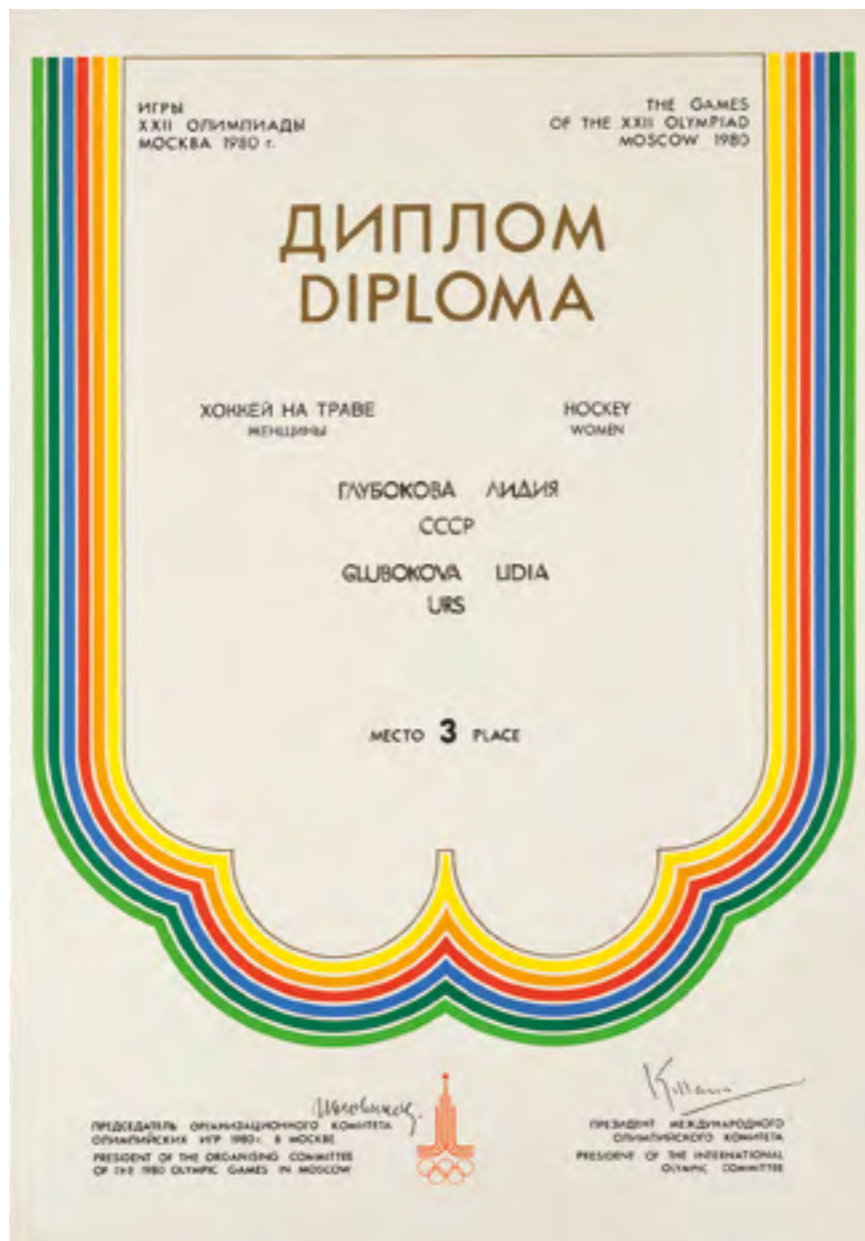 ИГРЫ
XXII ОЛИМПИАДЫ
МОСКВА 1980 г.
THE GAMES
OF THE XXII OLYMPIAD
MOSCOW 1980
ДИПЛОМ
DIPLOMA
ХОККЕЙ НА ТРАВЕ
ЖЕНЩИНЫ
HOCKEY
WOMEN
ГЛУБОКОВА ЛИДИЯ
СССР
GLUBOKOVA LIDIA
URS
МЕСТО 3 PLACE
ПРЕДСЕДАТЕЛЬ ОРГАНИЗАЦИОННОГО КОМИТЕТА
ОЛИМПИЙСКИХ ИГР 1980 г. В МОСКВЕ
PRESIDENT OF THE ORGANISING COMMITTEE
OF THE 1980 OLYMPIC GAMES IN MOSCOW
ПРЕЗИДЕНТ МЕЖДУНАРОДНОГО
ОЛИМПИЙСКОГО КОМИТЕТА
PRESIDENT OF THE INTERNATIONAL
OLYMPIC COMMITTEE